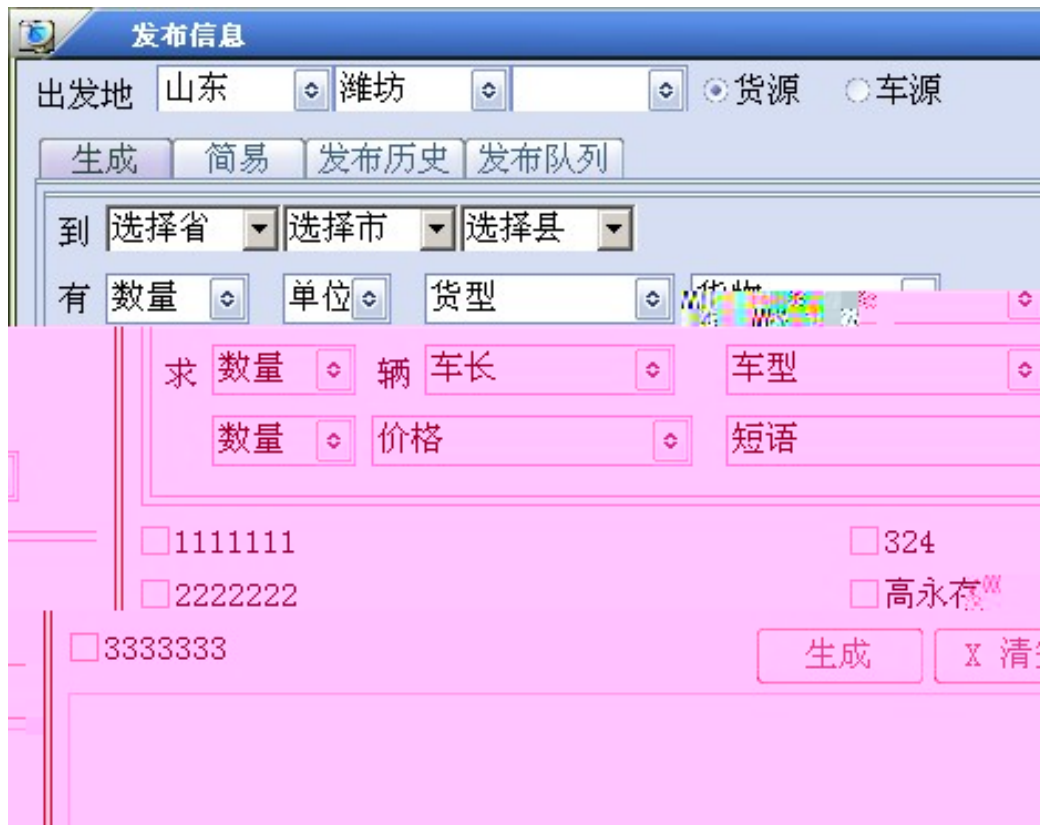 发布信息
出发地 山东 潍坊 货源 车源
生成 简易 发布历史 发布队列
到 选择省 选择市 选择县
有 数量 单位 货型
求 数量 辆 车长 车型
数量 价格 短语
1111111 324
2222222 高永存
3333333 生成 X 清